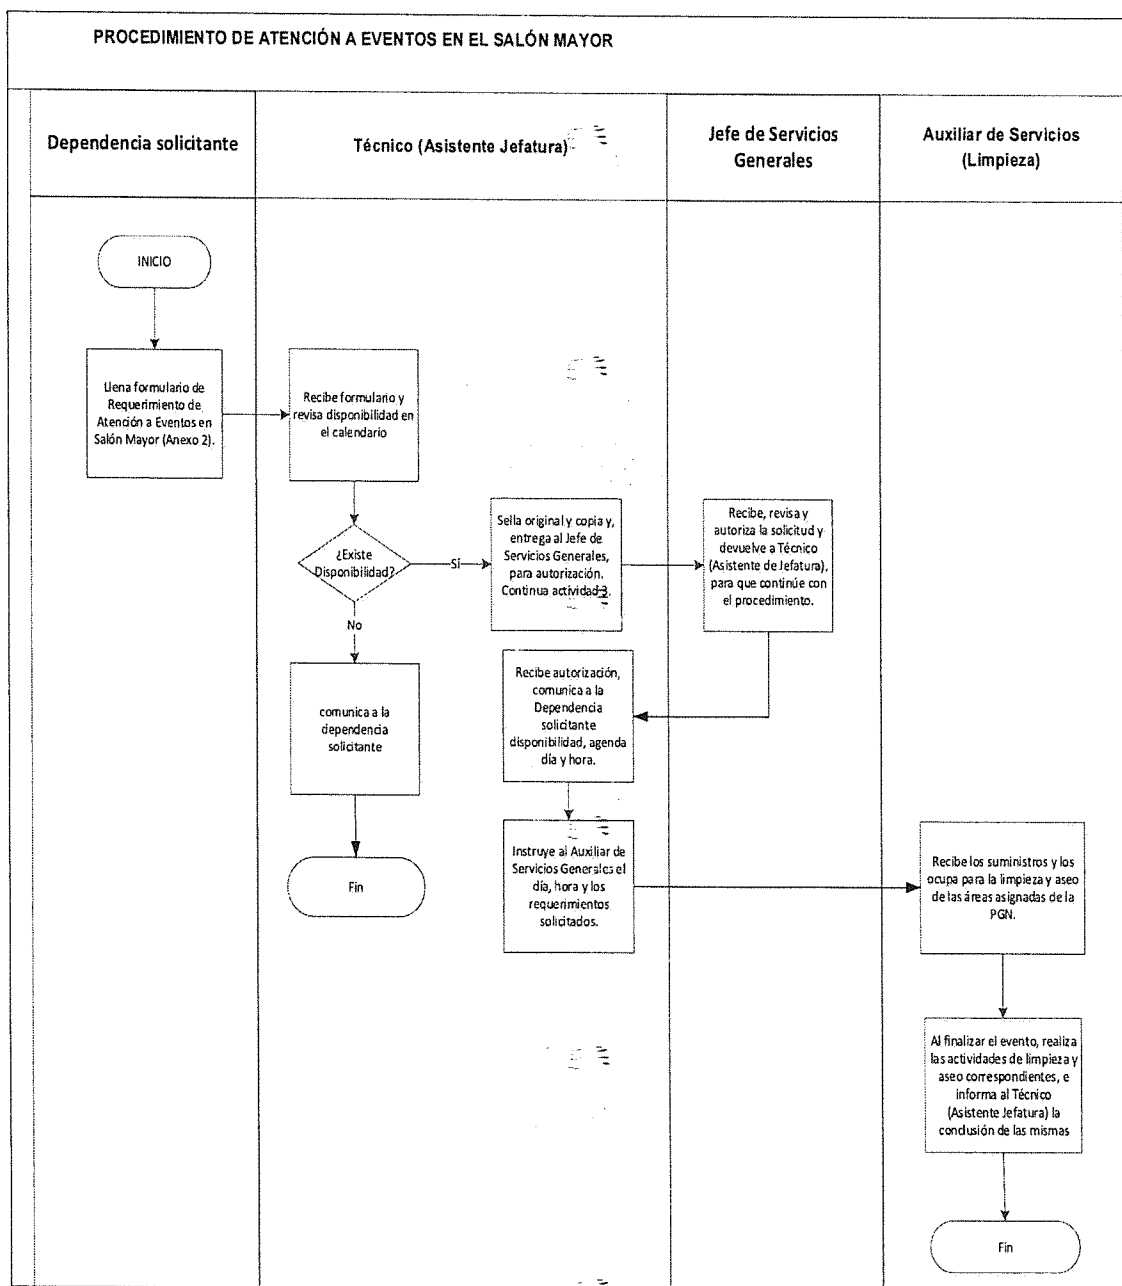 PROCEDIMIENTO DE ATENCIÓN A EVENTOS EN EL SALÓN MAYOR
Dependencia solicitante
Técnico (Asistente Jefatura)
Jefe de Servicios
Generales
Auxiliar de Servicios
(Limpieza)
INICIO
Llena formulario de
Requerimiento de
Atención a Eventos en
Salón Mayor (Anexo 2).
Recibe formulario y
revisa disponibilidad en
el calendario
¿Existe
Disponibilidad?
Si
No
Sella original y copia y,
entrega al Jefe de
Servicios Generales,
para autorización.
Continua actividad 3.
Recibe, revisa y
autoriza la solicitud y
devuelve a Técnico
(Asistente de Jefatura),
para que continúe con
el procedimiento.
comunica a la
dependencia
solicitante
Recibe autorización,
comunica a la
Dependencia
solicitante
disponibilidad, agenda
día y hora.
Fin
Instruye al Auxiliar de
Servicios Generales el
día, hora y los
requerimientos
solicitados.
Recibe los suministros y los
ocupa para la limpieza y aseo
de las áreas asignadas de la
PGN.
Al finalizar el evento, realiza
las actividades de limpieza y
aseo correspondientes, e
informa al Técnico
(Asistente Jefatura) la
conclusión de las mismas
Fin